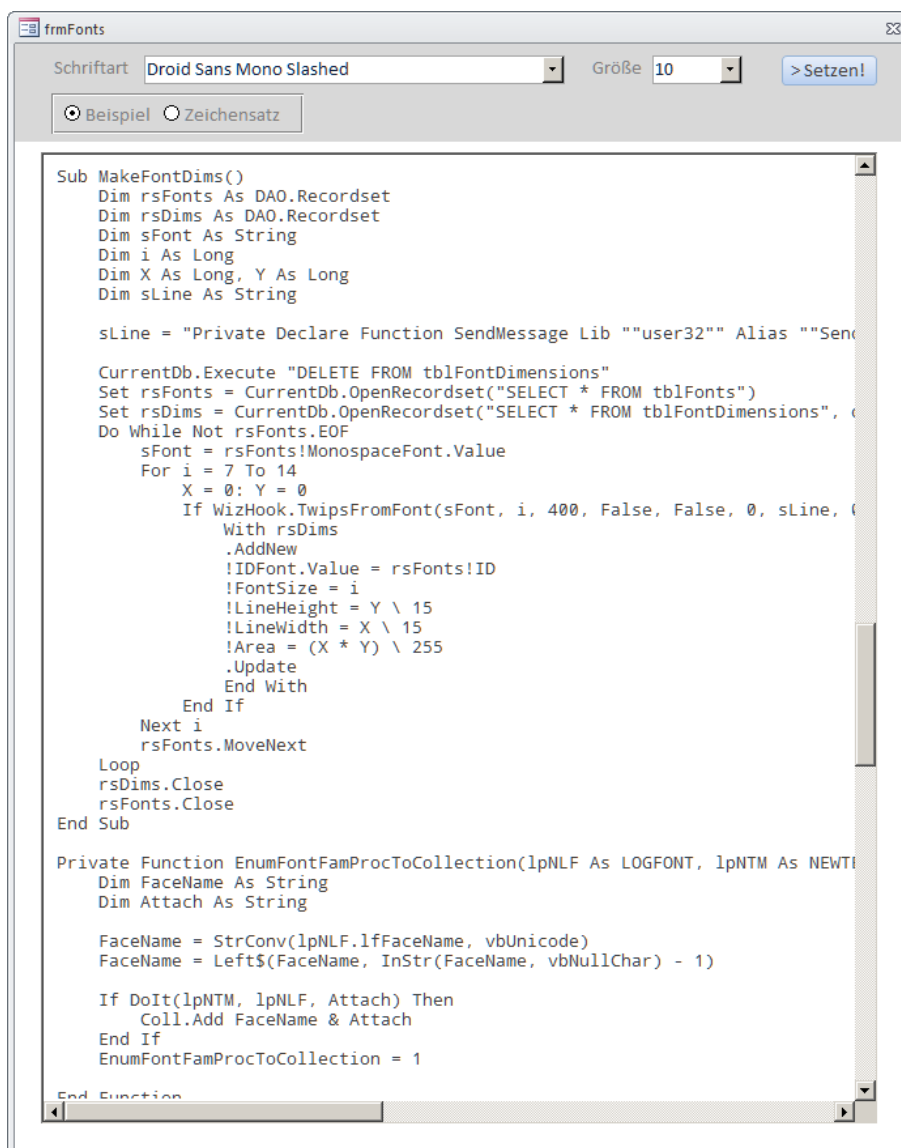 frmFonts
Schriftart Droid Sans Mono Slashed Größe 10 > Setzen!
Beispiel Zeichensatz
Sub MakeFontDims()
    Dim rsFonts As DAO.Recordset
    Dim rsDims As DAO.Recordset
    Dim sFont As String
    Dim i As Long
    Dim X As Long, Y As Long
    Dim sLine As String

    sLine = "Private Declare Function SendMessage Lib ""user32"" Alias ""Send

    CurrentDb.Execute "DELETE FROM tblFontDimensions"
    Set rsFonts = CurrentDb.OpenRecordset("SELECT * FROM tblFonts")
    Set rsDims = CurrentDb.OpenRecordset("SELECT * FROM tblFontDimensions",
    Do While Not rsFonts.EOF
        sFont = rsFonts!MonospaceFont.Value
        For i = 7 To 14
            X = 0: Y = 0
            If WizHook.TwipsFromFont(sFont, i, 400, False, False, 0, sLine,
                With rsDims
                .AddNew
                !IDFont.Value = rsFonts!ID
                !FontSize = i
                !LineHeight = Y \ 15
                !LineWidth = X \ 15
                !Area = (X * Y) \ 255
                .Update
                End With
            End If
        Next i
        rsFonts.MoveNext
    Loop
    rsDims.Close
    rsFonts.Close
End Sub

Private Function EnumFontFamProcToCollection(lpNLF As LOGFONT, lpNTM As NEWTE
    Dim FaceName As String
    Dim Attach As String

    FaceName = StrConv(lpNLF.lfFaceName, vbUnicode)
    FaceName = Left$(FaceName, InStr(FaceName, vbNullChar) - 1)

    If DoIt(lpNTM, lpNLF, Attach) Then
        Coll.Add FaceName & Attach
    End If
    EnumFontFamProcToCollection = 1

End Function